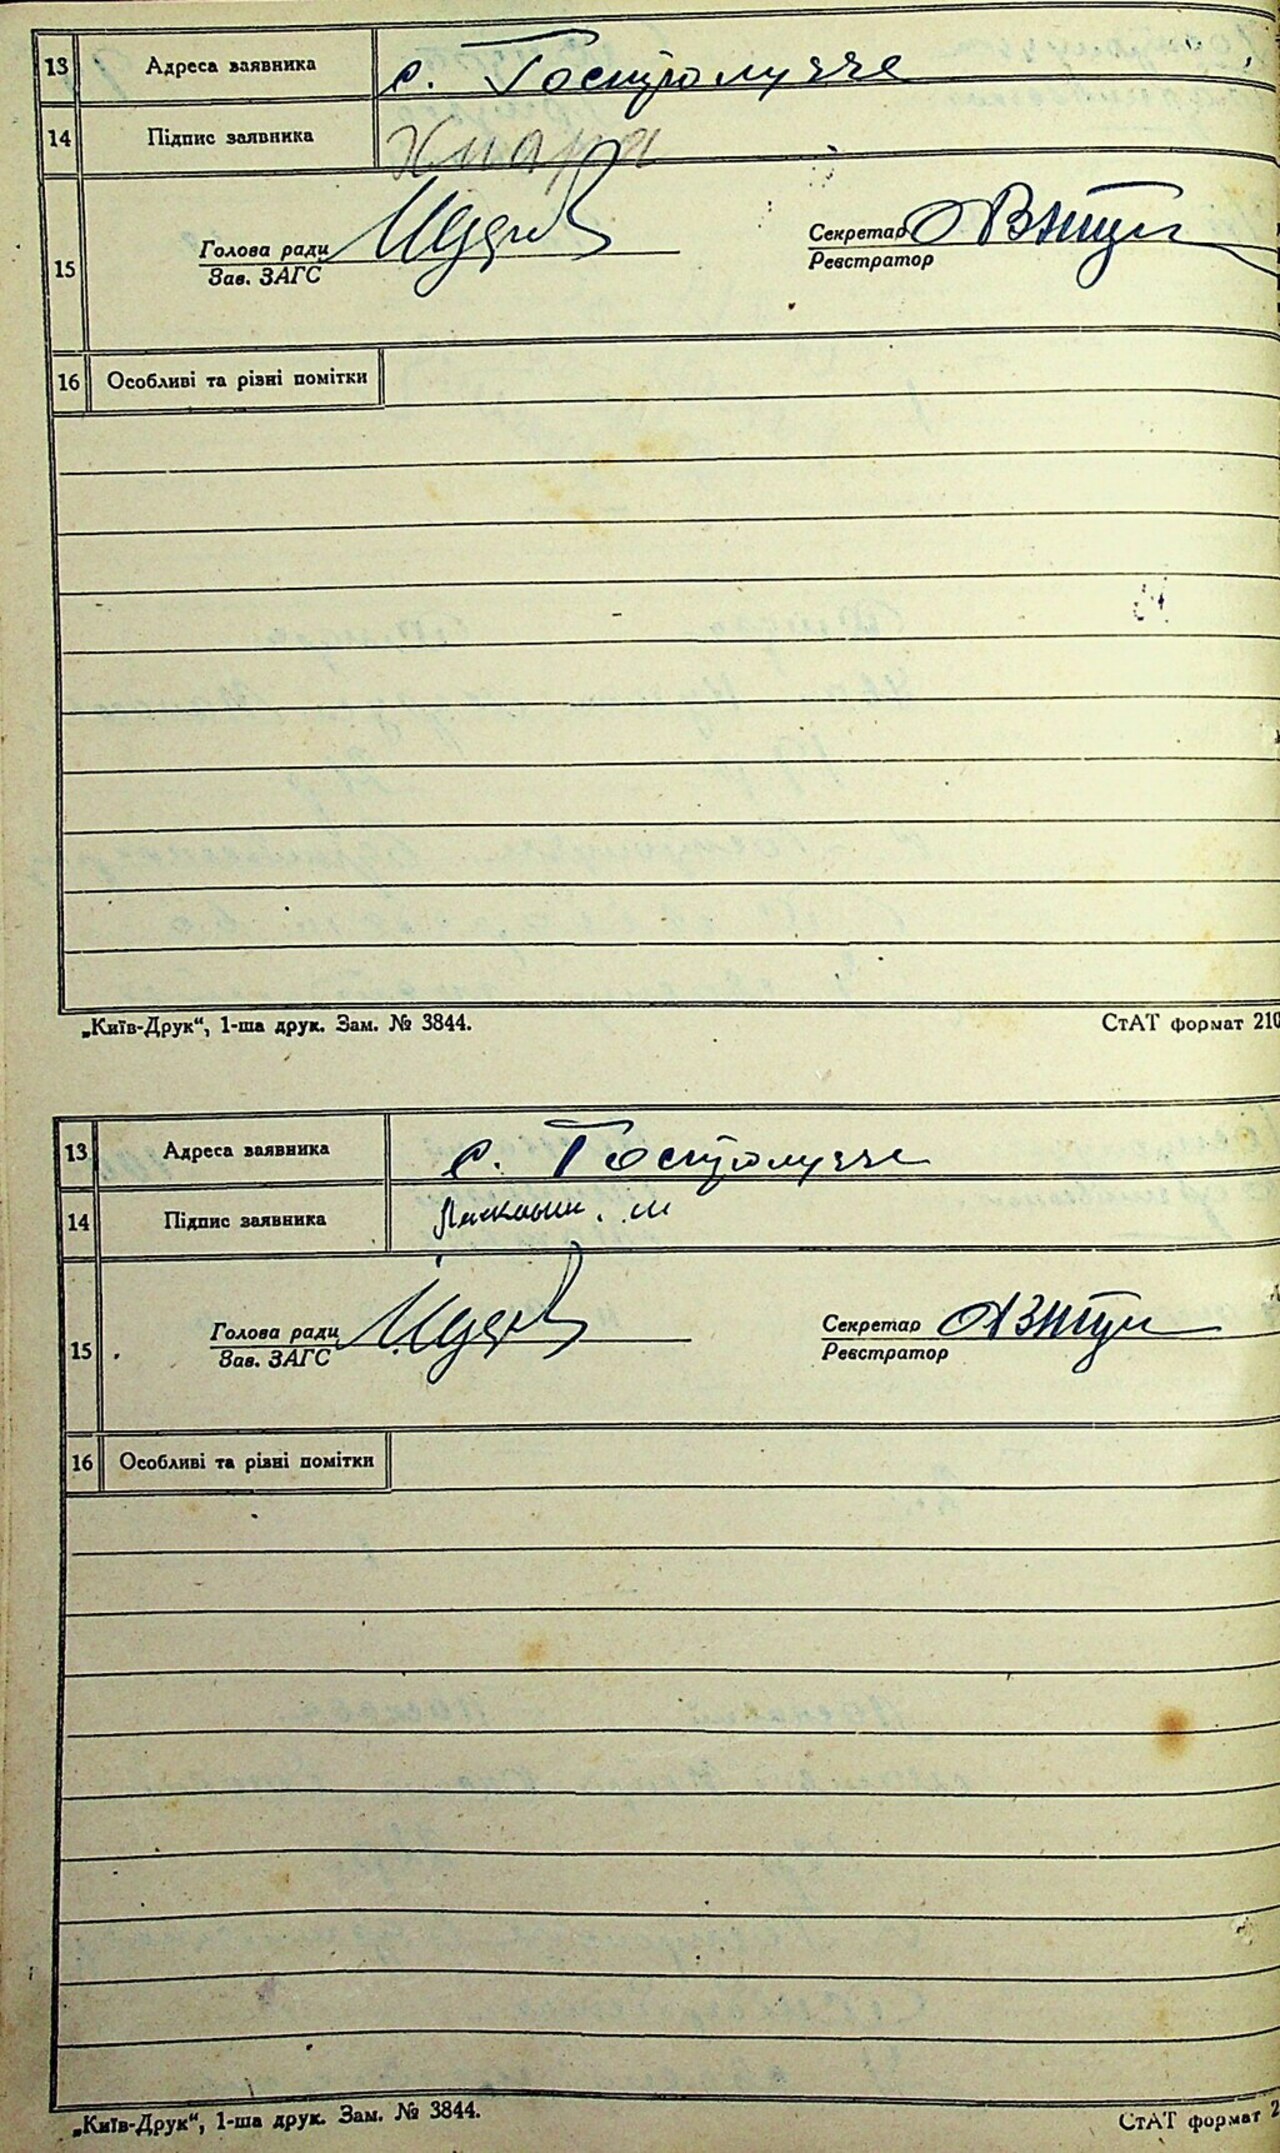 13 Адреса заявника с. Гостролуччє
14 Підпис заявника
15 Голова ради Секретар
Зав. ЗАГС Реєстратор
16 Особливі та різні помітки
„Київ-Друк“, 1-ша друк. Зам. № 3844. СтАТ формат 210
13 Адреса заявника с. Гостролуччє
14 Підпис заявника
15 Голова ради Секретар
Зав. ЗАГС Реєстратор
16 Особливі та різні помітки
„Київ-Друк“, 1-ша друк. Зам. № 3844. СтАТ формат 2